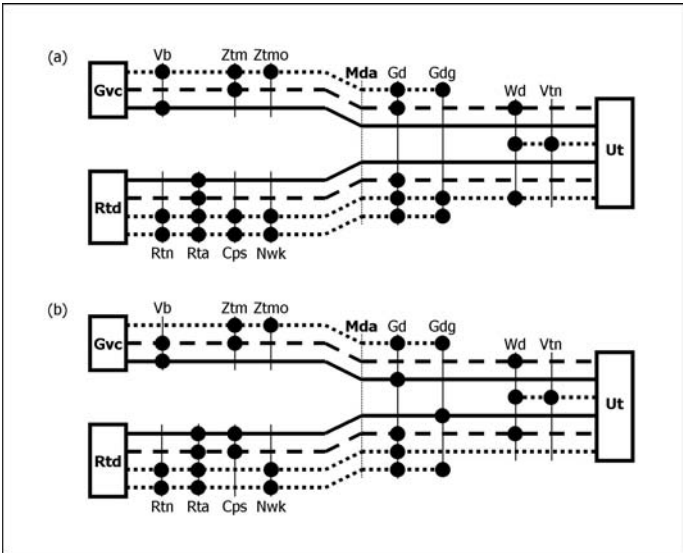 (a)
Vb Ztm Ztmo
Mda Gd Gdg
Wd Vtn
Gvc
Ut
Rtd
Rtn Rta Cps Nwk
(b)
Vb Ztm Ztmo
Mda Gd Gdg
Wd Vtn
Gvc
Ut
Rtd
Rtn Rta Cps Nwk